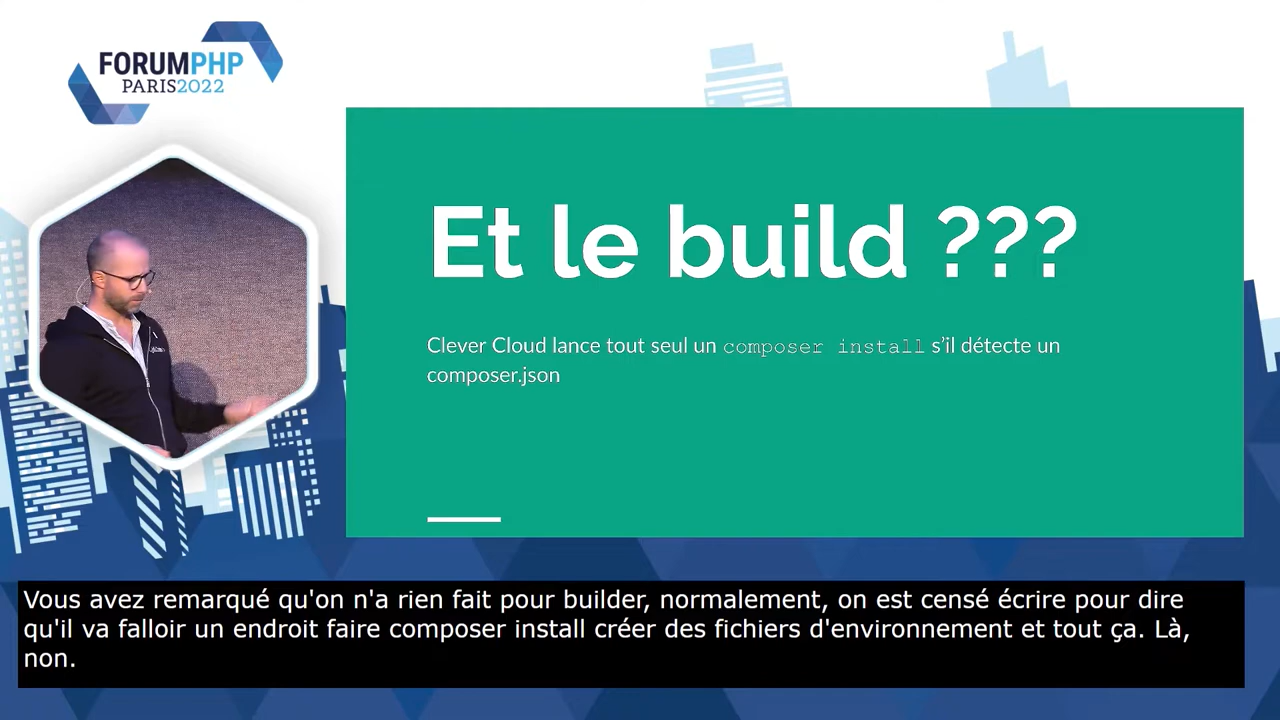 FORUMPHP
PARIS2022
Et le build ???
Clever Cloud lance tout seul un composer install s'il détecte un
composer.json
Vous avez remarqué qu'on n'a rien fait pour builder, normalement, on est censé écrire pour dire
qu'il va falloir un endroit faire composer install créer des fichiers d'environnement et tout ça. Là,
non.